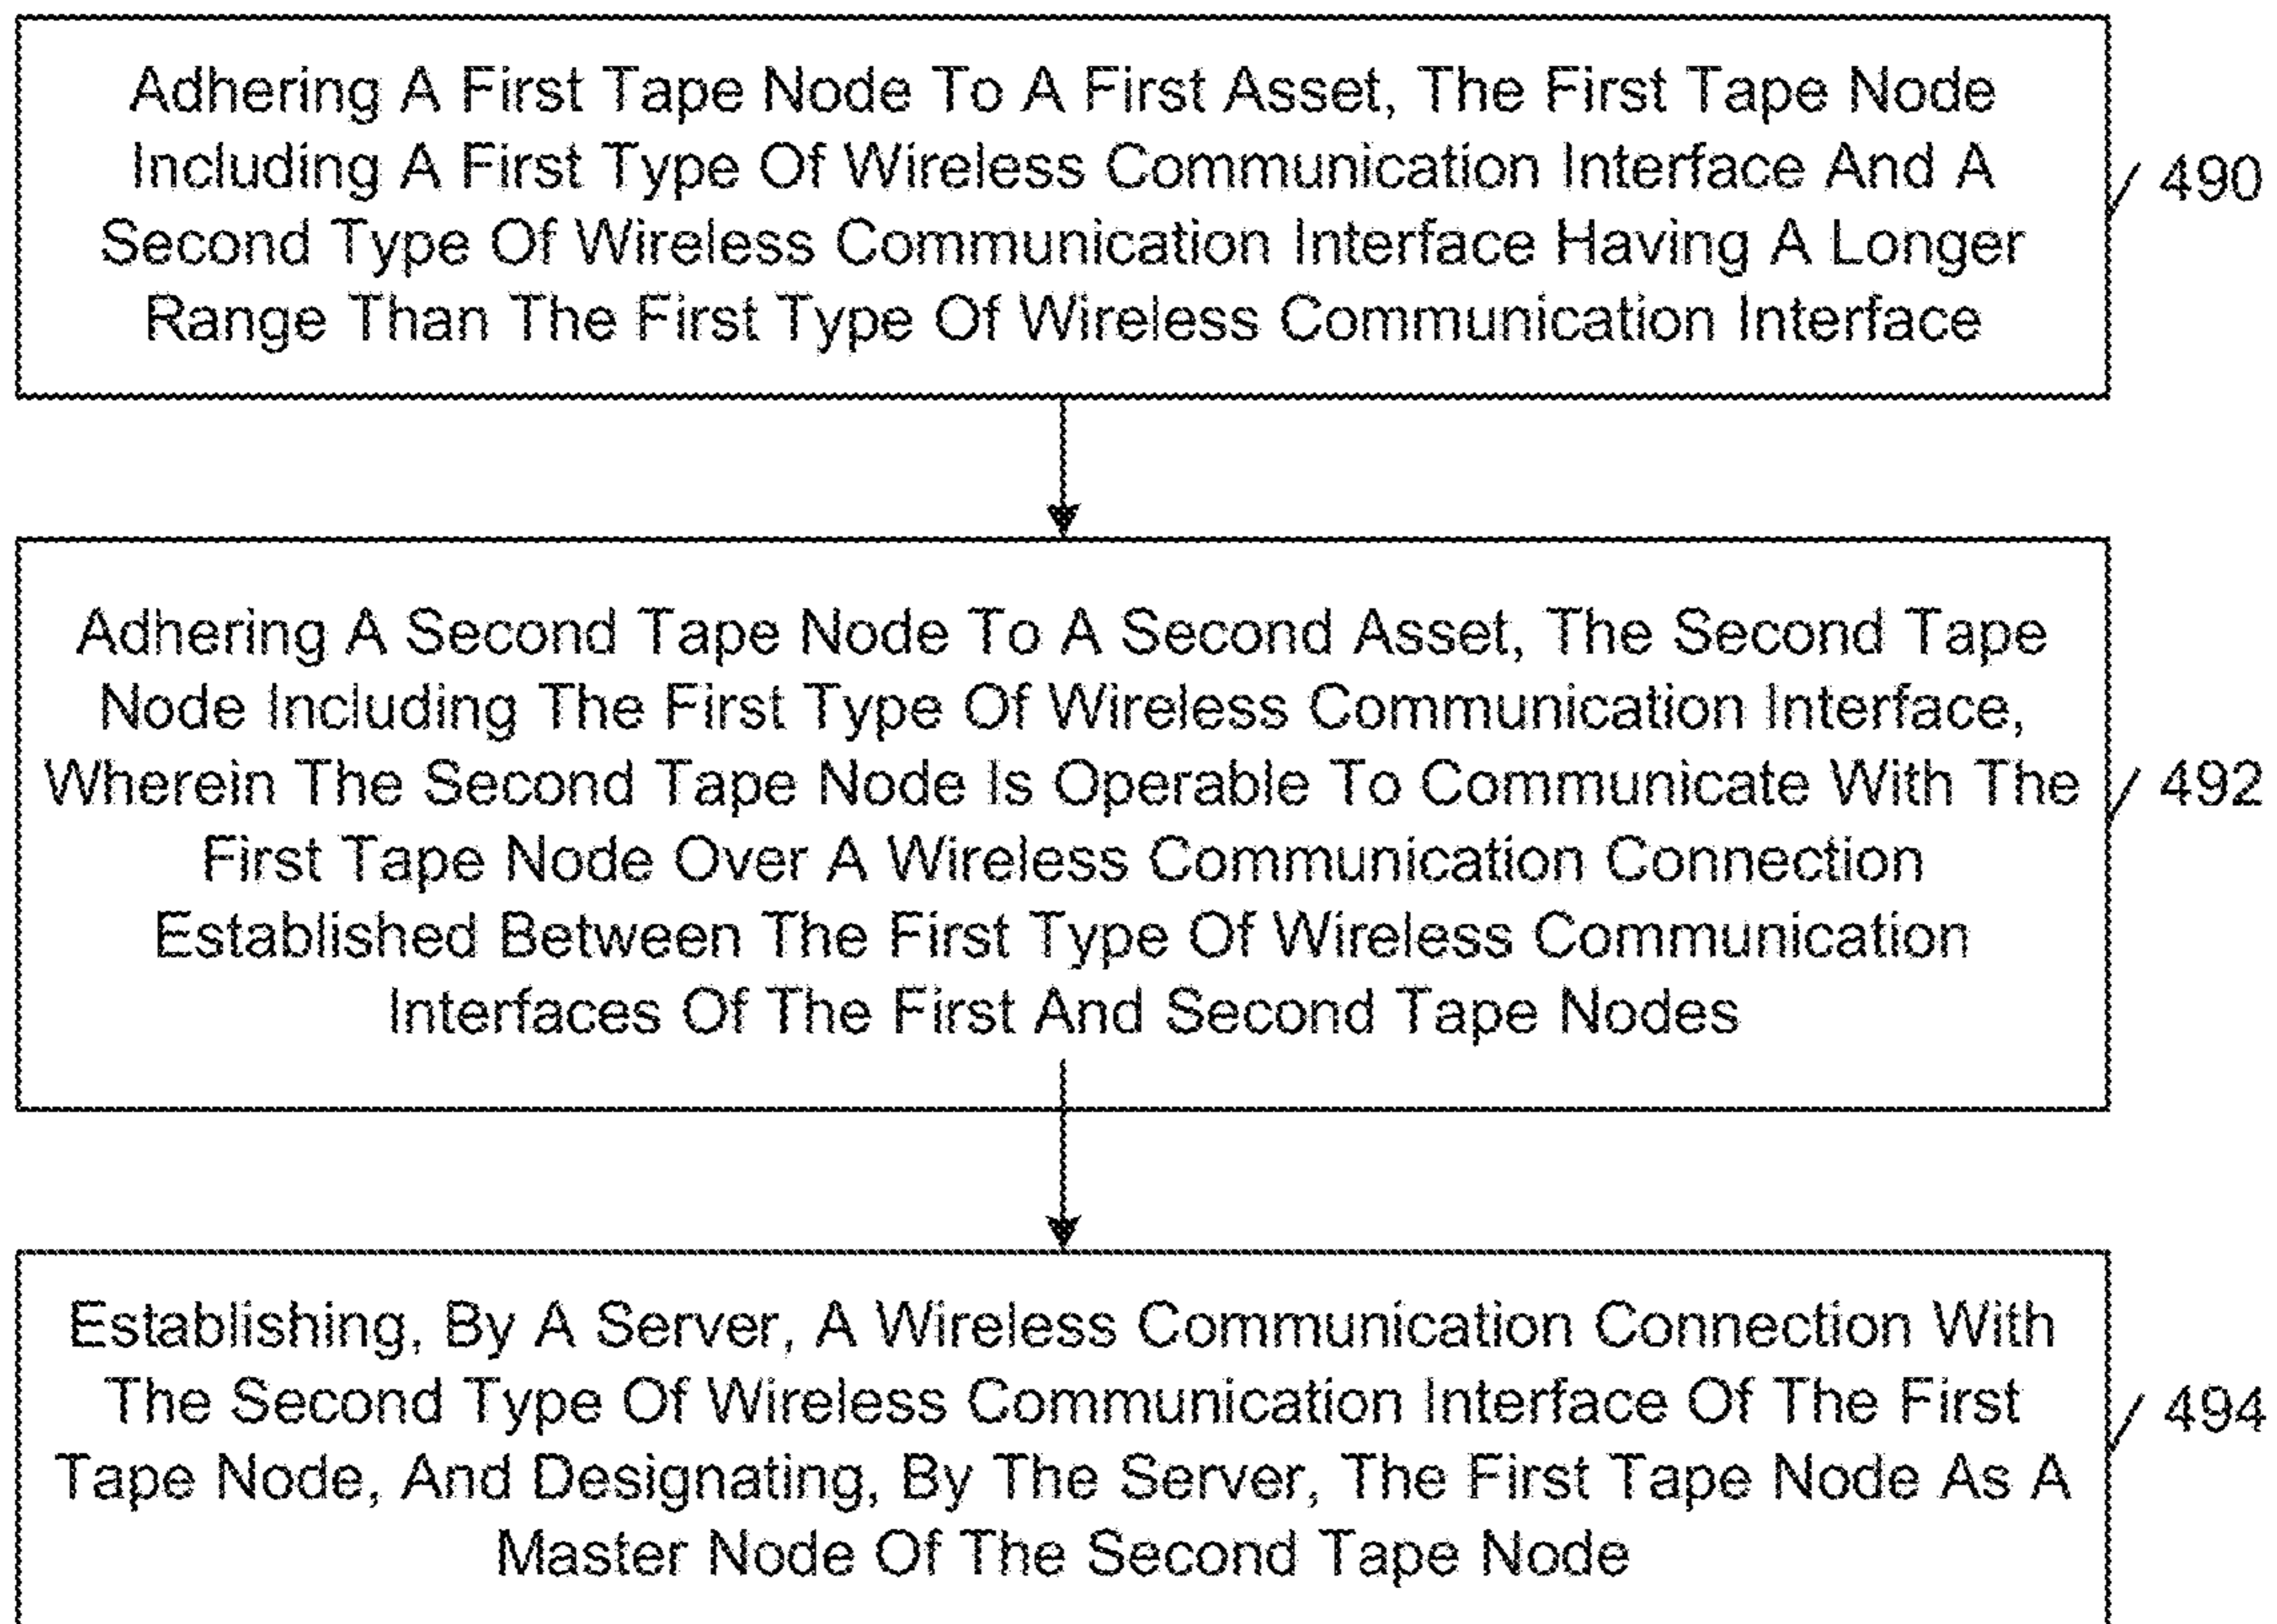 Adhering A First Tape Node To A First Asset, The First Tape Node
Including A First Type Of Wireless Communication Interface And A
Second Type Of Wireless Communication Interface Having A Longer
Range Than The First Type Of Wireless Communication Interface
490
Adhering A Second Tape Node To A Second Asset, The Second Tape
Node Including The First Type Of Wireless Communication Interface,
Wherein The Second Tape Node Is Operable To Communicate With The
First Tape Node Over A Wireless Communication Connection
Established Between The First Type Of Wireless Communication
Interfaces Of The First And Second Tape Nodes
492
Establishing, By A Server, A Wireless Communication Connection With
The Second Type Of Wireless Communication Interface Of The First
Tape Node, And Designating, By The Server, The First Tape Node As A
Master Node Of The Second Tape Node
494